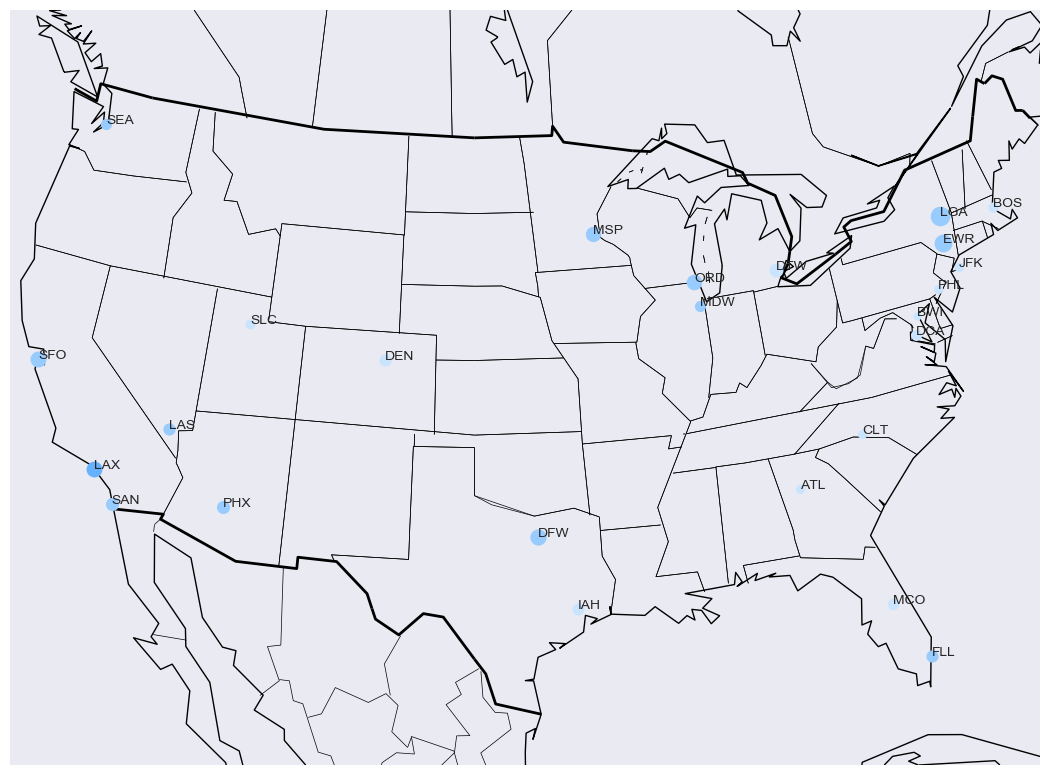 SEA
BOS
LGA
MSP
EWR
JFK
DTW
ORD
PHL
MDW
BWI
SLC
DCA
SFO
DEN
LAS
CLT
LAX
ATL
SAN
PHX
DFW
MCO
IAH
FLL